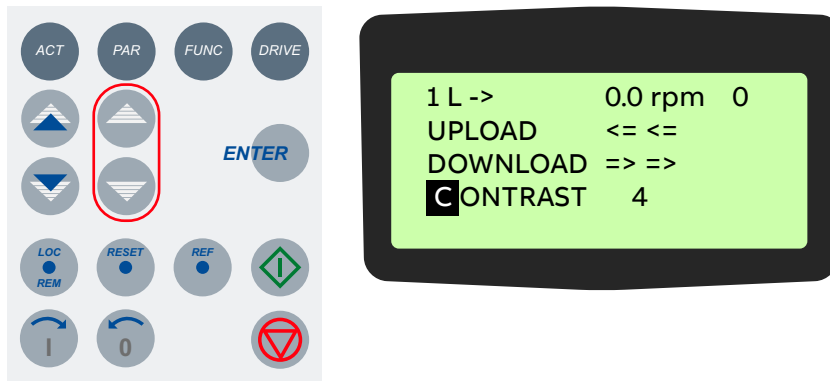 ACT PAR FUNC DRIVE
ENTER
LOC RESET REF
REM
I 0
1 L -> 0.0 rpm 0
UPLOAD <= <=
DOWNLOAD => =>
CONTRAST 4